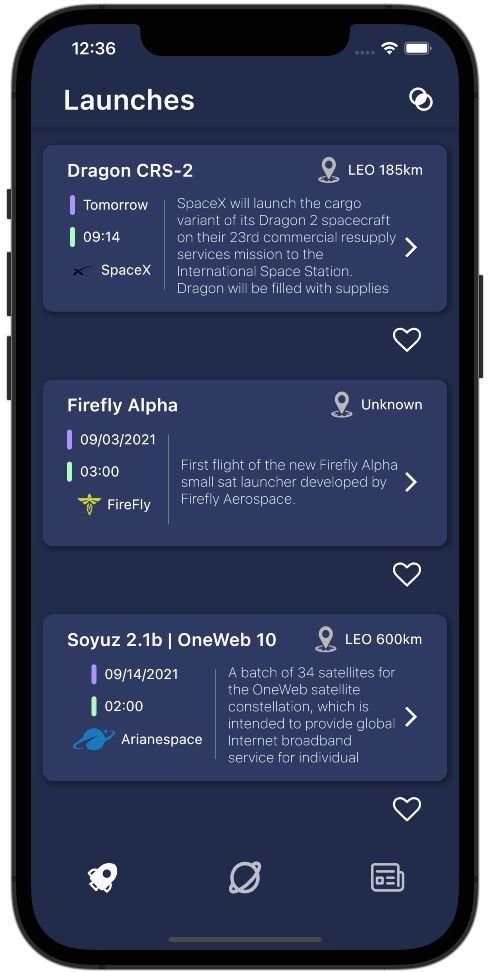 12:36
Launches
Dragon CRS-2
LEO 185km
Tomorrow
09:14
SpaceX
SpaceX will launch the cargo
variant of its Dragon 2 spacecraft
on their 23rd commercial resupply
services mission to the
International Space Station.
Dragon will be filled with supplies
Firefly Alpha
Unknown
09/03/2021
03:00
FireFly
First flight of the new Firefly Alpha
small sat launcher developed by
Firefly Aerospace.
Soyuz 2.1b | OneWeb 10
LEO 600km
09/14/2021
02:00
Arianespace
A batch of 34 satellites for
the OneWeb satellite
constellation, which is
intended to provide global
Internet broadband
service for individual